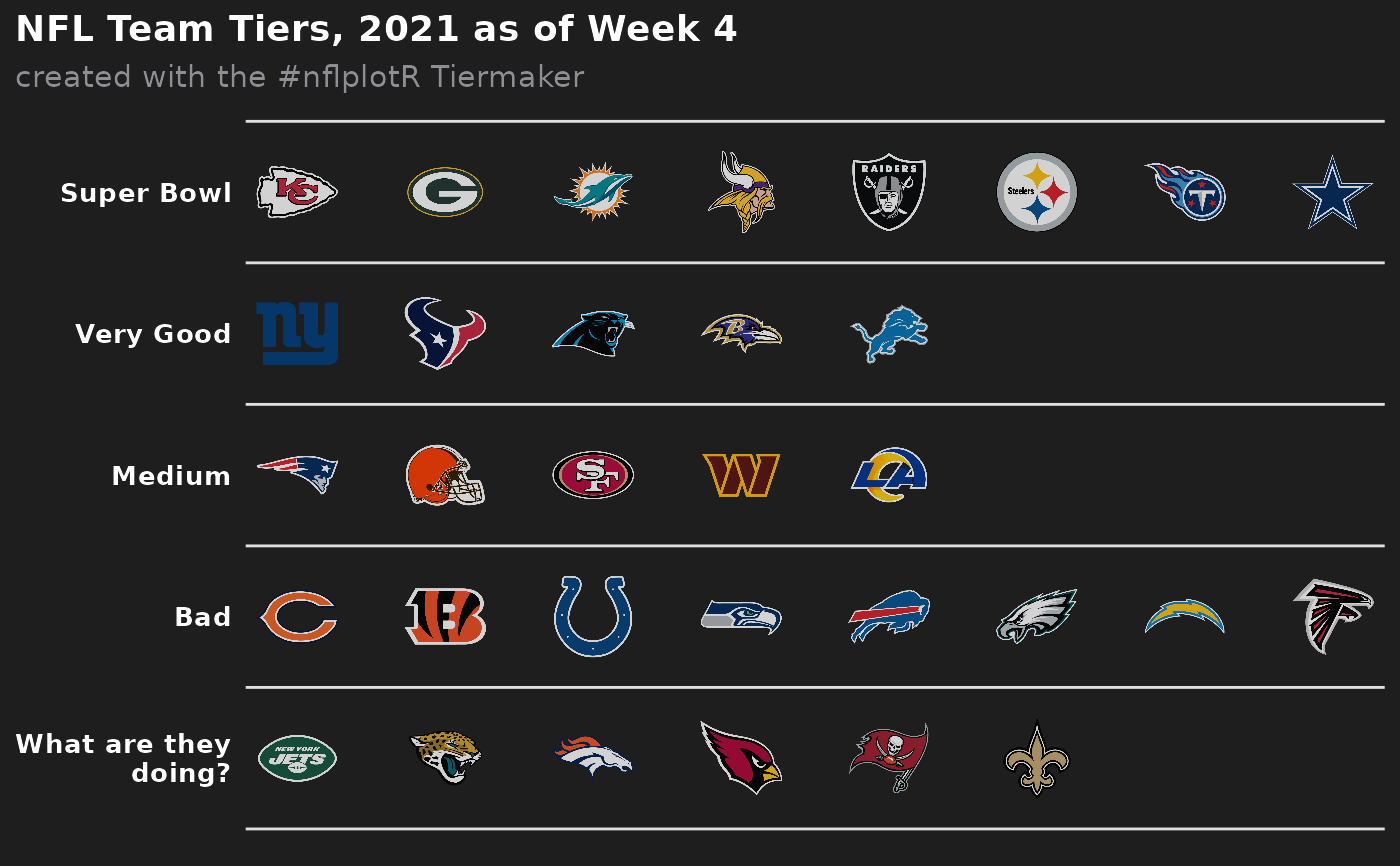 NFL Team Tiers, 2021 as of Week 4
created with the #nflplotR Tiermaker
Super Bowl
KC
G
RAIDERS
Steelers
T
Very Good
ny
B
Medium
SF
W
LA
Bad
C
B
What are they
doing?
NEW YORK
JETS